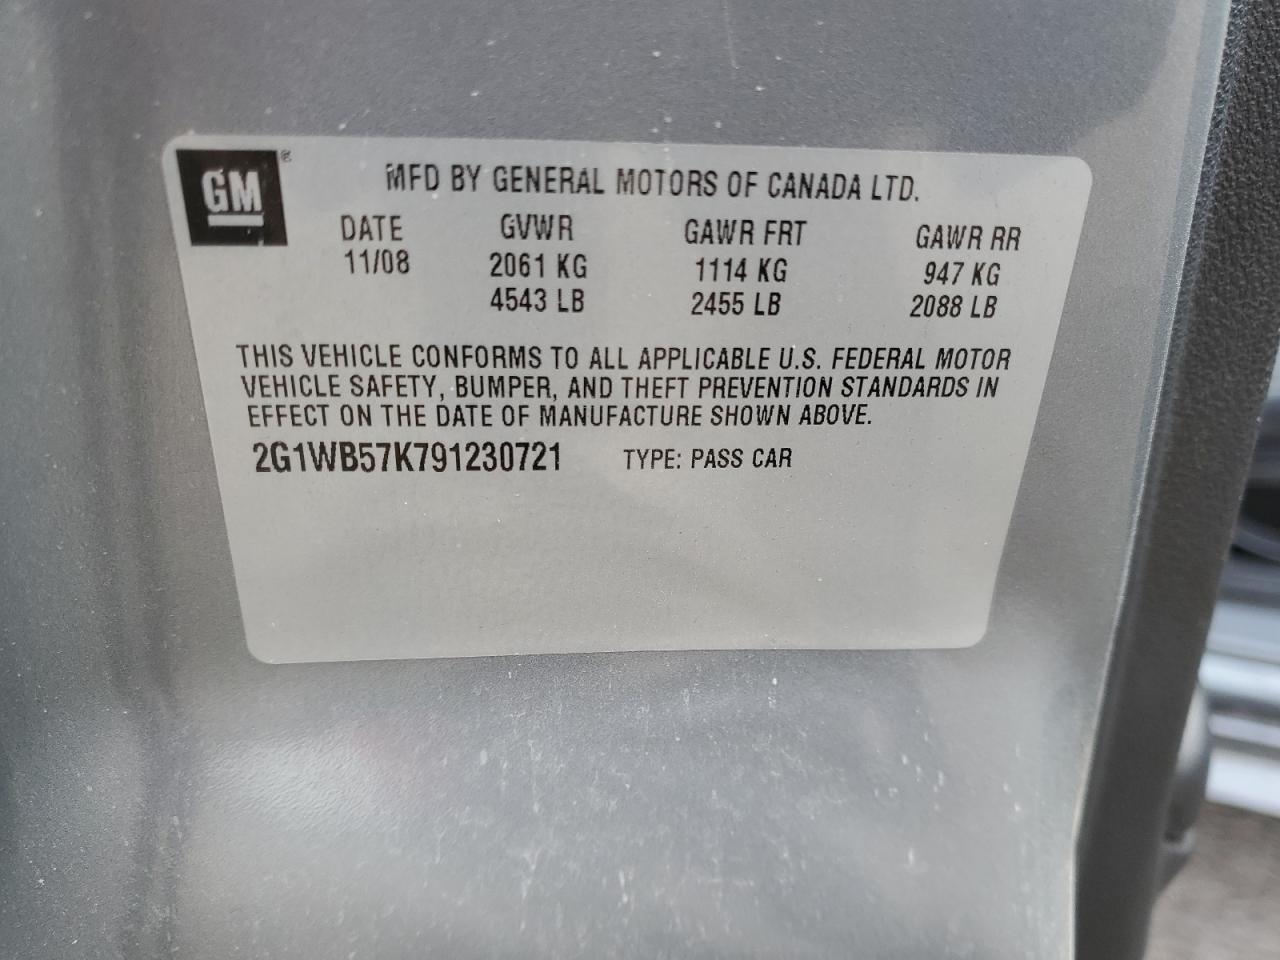 GM®
MFD BY GENERAL MOTORS OF CANADA LTD.
DATE GVWR GAWR FRT GAWR RR
11/08 2061 KG 1114 KG 947 KG
4543 LB 2455 LB 2088 LB
THIS VEHICLE CONFORMS TO ALL APPLICABLE U.S. FEDERAL MOTOR
VEHICLE SAFETY, BUMPER, AND THEFT PREVENTION STANDARDS IN
EFFECT ON THE DATE OF MANUFACTURE SHOWN ABOVE.
2G1WB57K791230721 TYPE: PASS CAR